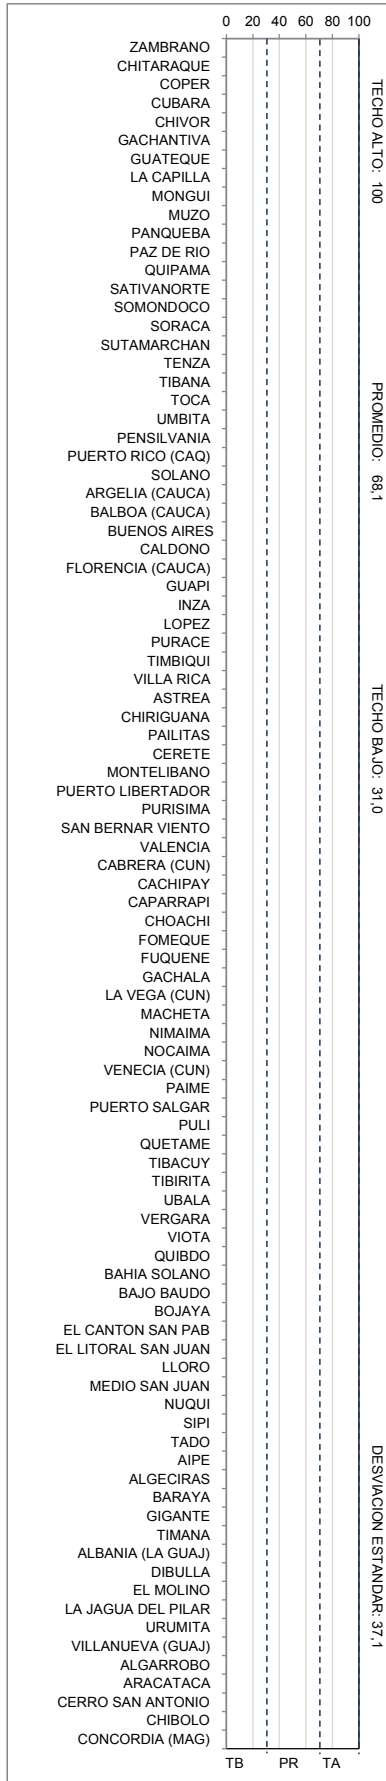 0 20 40 60 80 100
ZAMBRANO
CHITARAQUE
COPER
CUBARA
CHIVOR
GACHANTIVA
GUATEQUE
LA CAPILLA
MONGUI
MUZO
PANQUEBA
PAZ DE RIO
QUIPAMA
SATIVANORTE
SOMONDOCO
SORACA
SUTAMARCHAN
TENZA
TIBANA
TOCA
UMBITA
PENSILVANIA
PUERTO RICO (CAQ)
SOLANO
ARGELIA (CAUCA)
BALBOA (CAUCA)
BUENOS AIRES
CALDONO
FLORENCIA (CAUCA)
GUAPI
INZA
LOPEZ
PURACE
TIMBIQUI
VILLA RICA
ASTREA
CHIRIGUANA
PAILITAS
CERETE
MONTELIBANO
PUERTO LIBERTADOR
PURISIMA
SAN BERNAR VIENTO
VALENCIA
CABRERA (CUN)
CACHIPAY
CAPARRAPI
CHOACHI
FOMEQUE
FUQUENE
GACHALA
LA VEGA (CUN)
MACHETA
NIMAIMA
NOCAIMA
VENECIA (CUN)
PAIME
PUERTO SALGAR
PULI
QUETAME
TIBACUY
TIBIRITA
UBALA
VERGARA
VIOTA
QUIBDO
BAHIA SOLANO
BAJO BAUDO
BOJAYA
EL CANTON SAN PAB
EL LITORAL SAN JUAN
LLORO
MEDIO SAN JUAN
NUQUI
SIPI
TADO
AIPE
ALGECIRAS
BARAYA
GIGANTE
TIMANA
ALBANIA (LA GUAJ)
DIBULLA
EL MOLINO
LA JAGUA DEL PILAR
URUMITA
VILLANUEVA (GUAJ)
ALGARROBO
ARACATACA
CERRO SAN ANTONIO
CHIBOLO
CONCORDIA (MAG)
TB PR TA
TECHO ALTO: 100
PROMEDIO: 68,1
TECHO BAJO: 31,0
DESVIACION ESTANDAR: 37,1